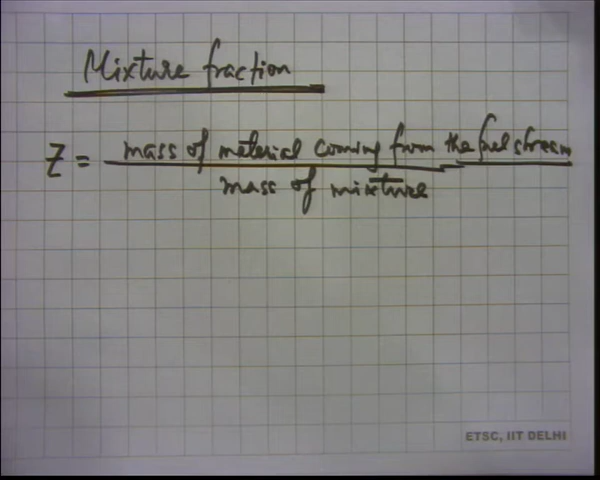 Mixture fraction
Z = mass of material coming from the fuel stream
mass of mixture
ETSC, IIT DELHI